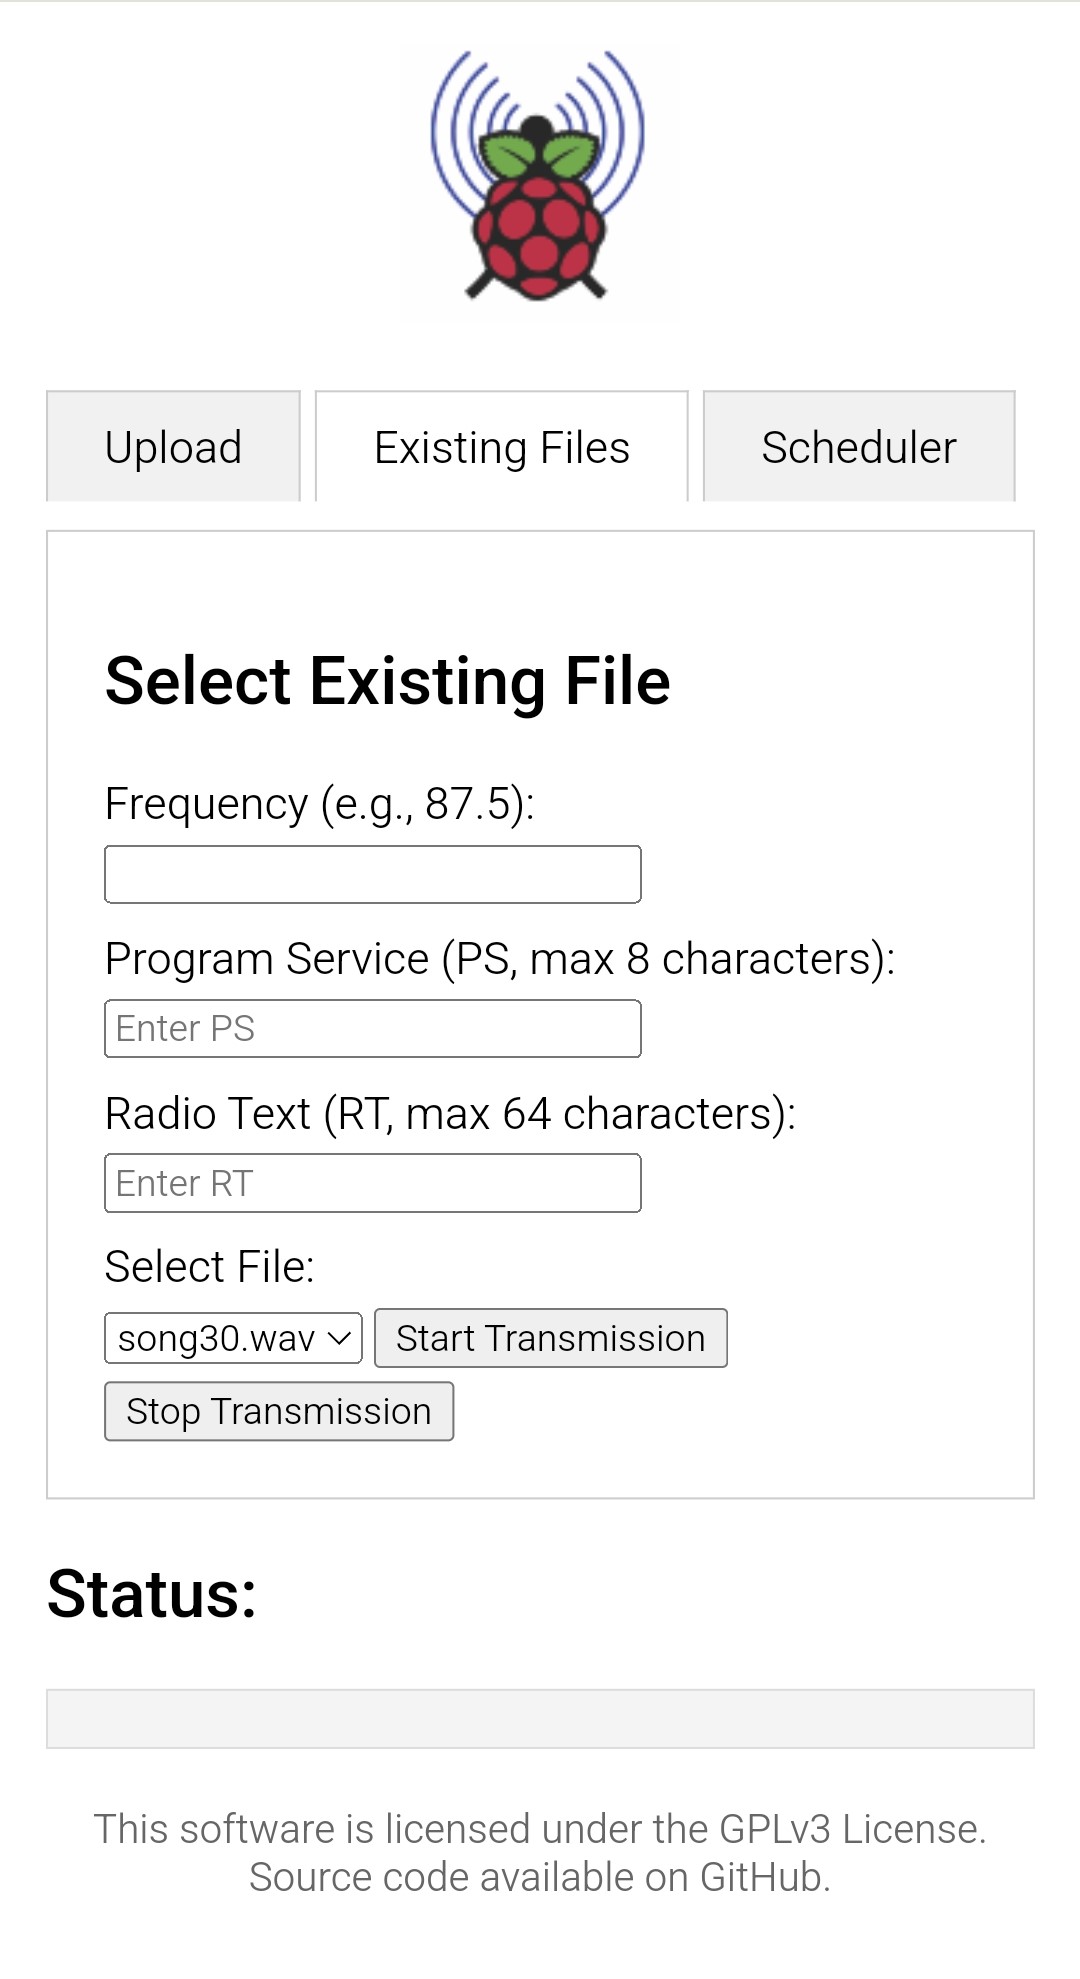 Upload Existing Files Scheduler
Select Existing File
Frequency (e.g., 87.5):
Program Service (PS, max 8 characters):
Enter PS
Radio Text (RT, max 64 characters):
Enter RT
Select File:
song30.wav Start Transmission
Stop Transmission
Status:
This software is licensed under the GPLv3 License.
Source code available on GitHub.